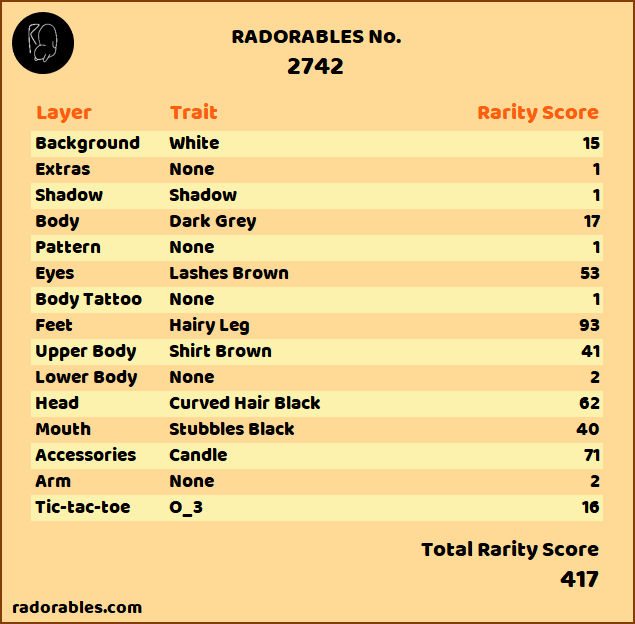 RADORABLES No.
2742
Layer Trait Rarity Score
Background White 15
Extras None 1
Shadow Shadow 1
Body Dark Grey 17
Pattern None 1
Eyes Lashes Brown 53
Body Tattoo None 1
Feet Hairy Leg 93
Upper Body Shirt Brown 41
Lower Body None 2
Head Curved Hair Black 62
Mouth Stubbles Black 40
Accessories Candle 71
Arm None 2
Tic-tac-toe O_3 16
Total Rarity Score
417
radorables.com